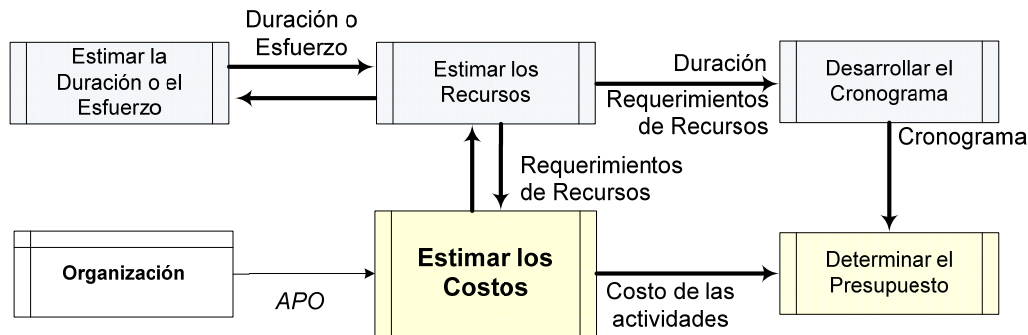 Duración o
Esfuerzo
Estimar la
Duración o el
Esfuerzo
Estimar los
Recursos
Duración
Requerimientos
de Recursos
Desarrollar el
Cronograma
Cronograma
Requerimientos
de Recursos
Organización
APO
Estimar los
Costos
Costo de las
actividades
Determinar el
Presupuesto